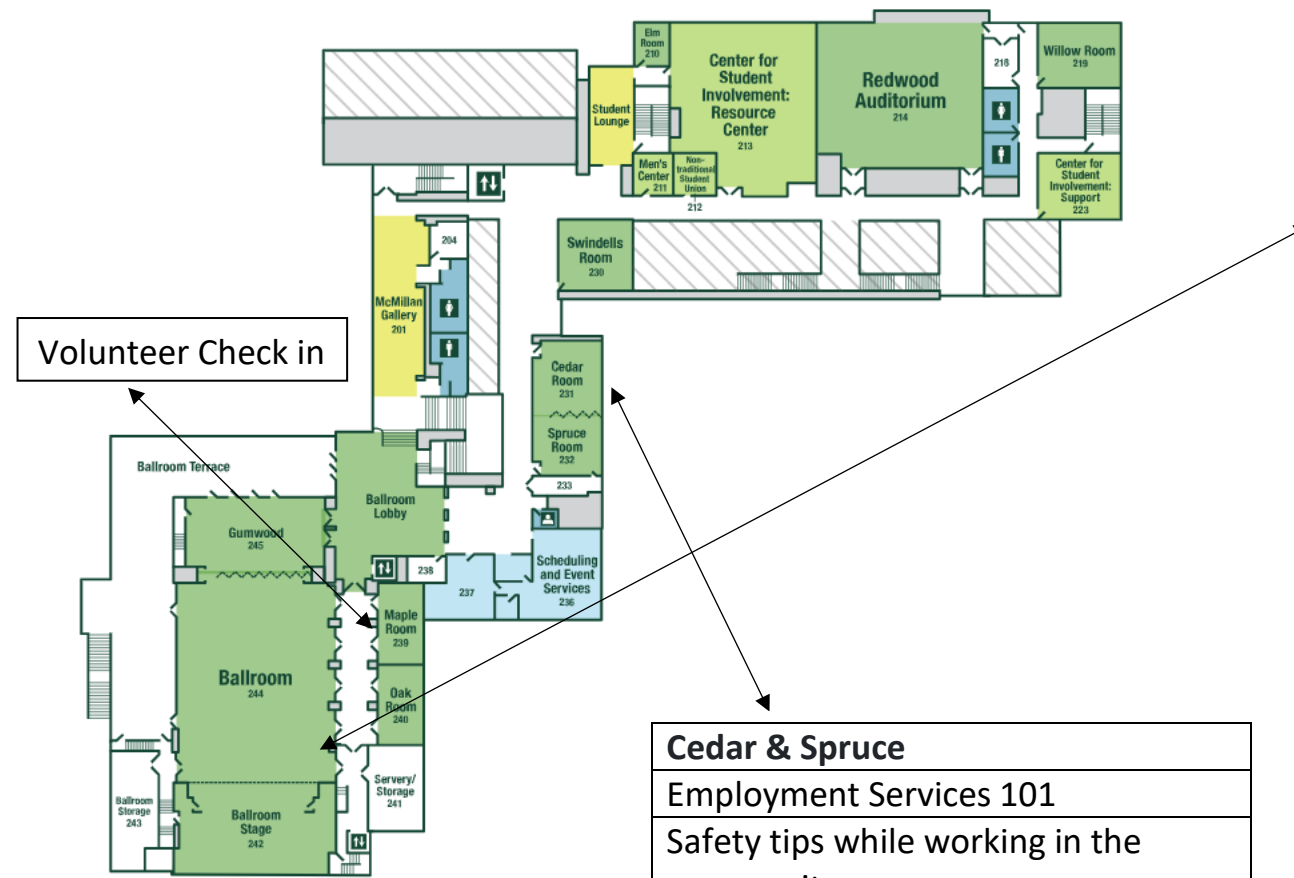 Elm
Room
210
Student
Lounge
Center for
Student
Involvement:
Resource
Center
213
Redwood
Auditorium
214
218
Willow Room
219
Men's
Center
211
Non-
traditional
Student
Union
212
Center for
Student
Involvement:
Support
223
204
Swindells
Room
230
McMillan
Gallery
201
Volunteer Check in
Cedar
Room
231
Spruce
Room
232
233
Ballroom Terrace
Ballroom
Lobby
Gumwood
245
238
237
Scheduling
and Event
Services
236
Maple
Room
239
Ballroom
244
Oak
Room
240
Servery/
Storage
241
Ballroom
Storage
243
Ballroom
Stage
242
Cedar & Spruce
Employment Services 101
Safety tips while working in the